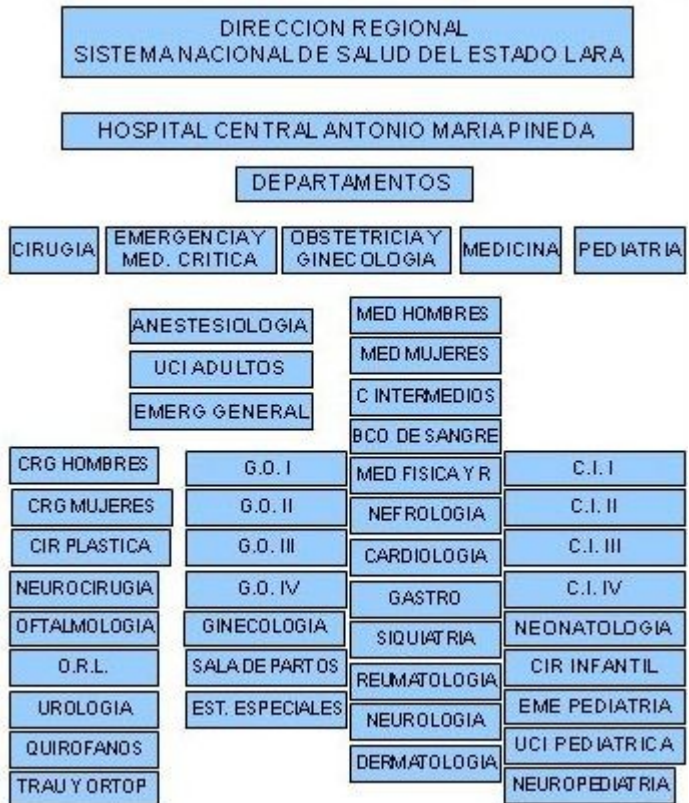 DIRECCION REGIONAL
SISTEMA NACIONAL DE SALUD DEL ESTADO LARA
HOSPITAL CENTRAL ANTONIO MARIA PINEDA
DEPARTAMENTOS
CIRUGIA
EMERGENCIA Y
MED. CRITICA
OBSTETRICIA Y
GINECOLOGIA
MEDICINA
PEDIATRIA
ANESTESIOLOGIA
UCI ADULTOS
EMERG GENERAL
CRG HOMBRES
CRG MUJERES
CIR PLASTICA
NEUROCIRUGIA
OFTALMOLOGIA
O.R.L.
UROLOGIA
QUIROFANOS
TRAU Y ORTOP
G.O. I
G.O. II
G.O. III
G.O. IV
GINECOLOGIA
SALA DE PARTOS
EST. ESPECIALES
MED HOMBRES
MED MUJERES
C INTERMEDIOS
BCO DE SANGRE
MED FISICA Y R
NEFROLOGIA
CARDIOLOGIA
GASTRO
SIQUIATRIA
REUMATOLOGIA
NEUROLOGIA
DERMATOLOGIA
C.I. I
C.I. II
C.I. III
C.I. IV
NEONATOLOGIA
CIR INFANTIL
EME PEDIATRIA
UCI PEDIATRICA
NEUROPEDIATRIA